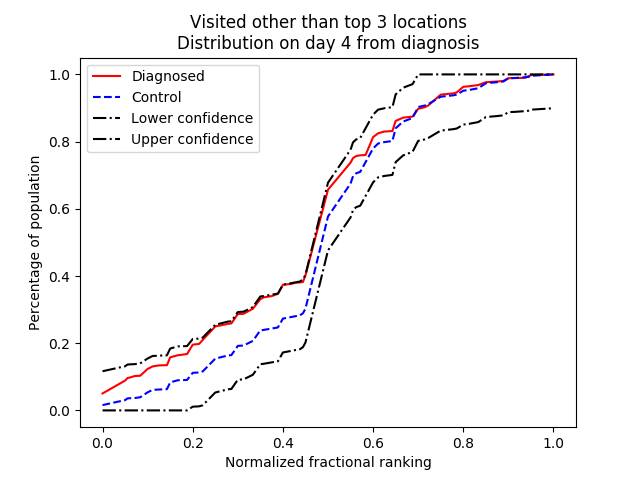 Visited other than top 3 locations
Distribution on day 4 from diagnosis
Diagnosed
Control
Lower confidence
Upper confidence
Percentage of population
1.0
0.8
0.6
0.4
0.2
0.0
0.0 0.2 0.4 0.6 0.8 1.0
Normalized fractional ranking